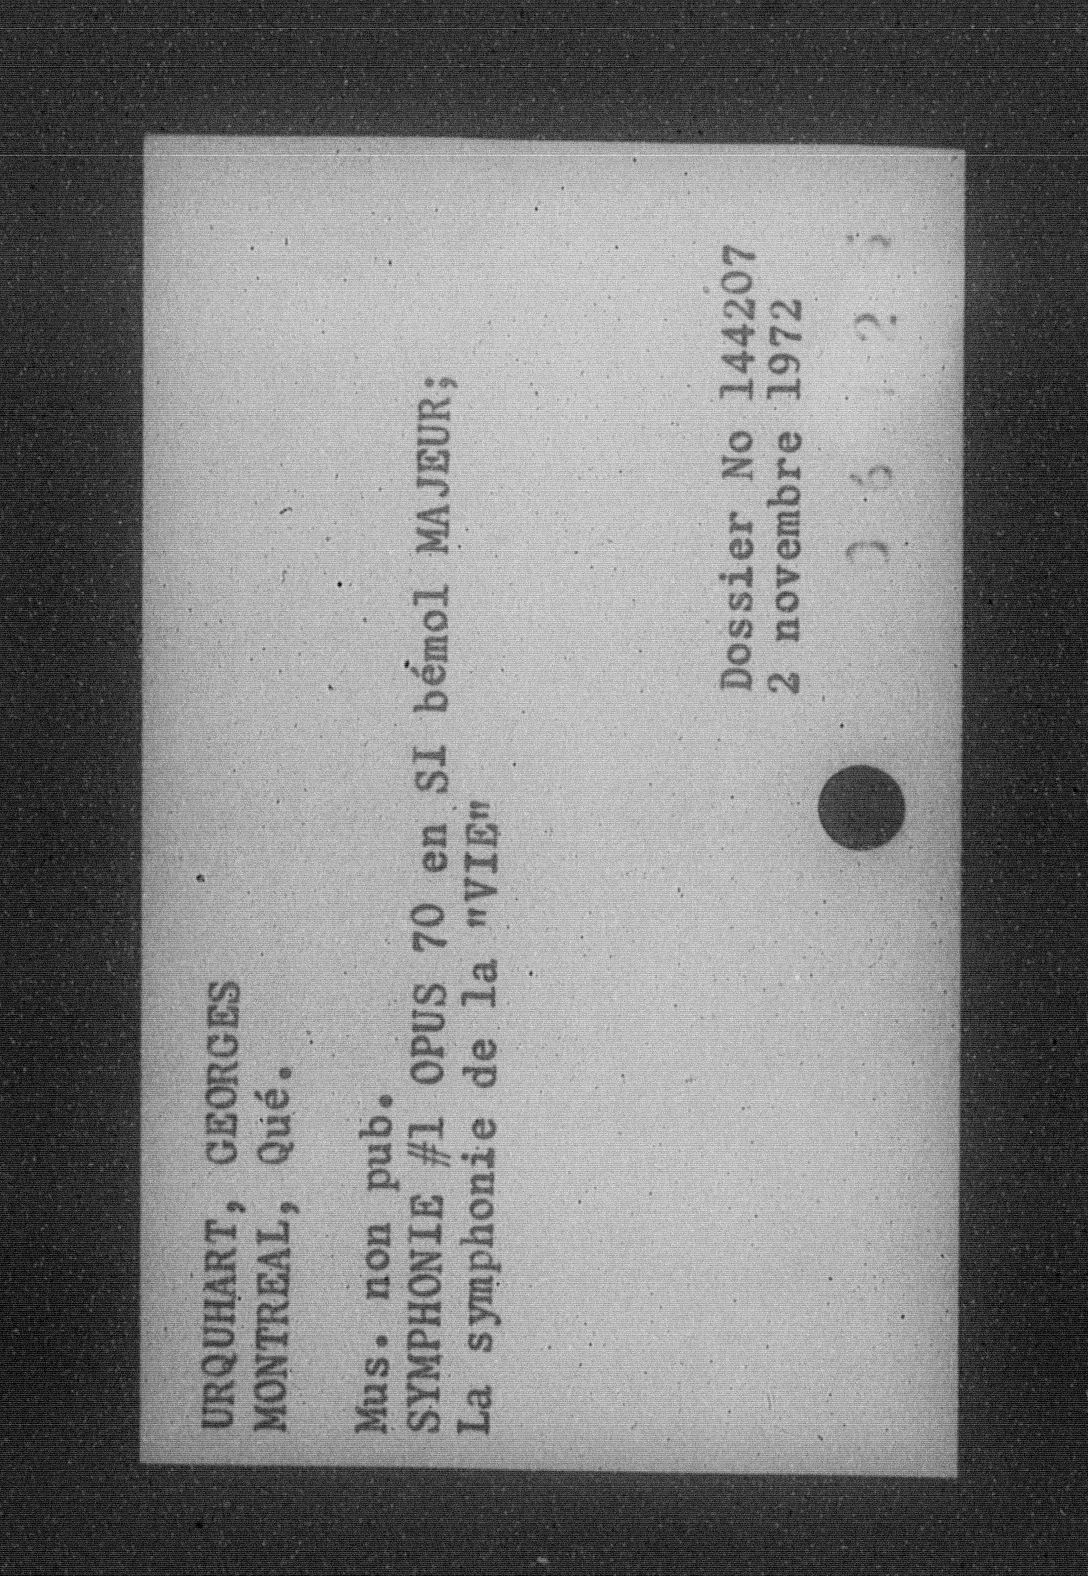 URQUHART, GEORGES
MONTREAL, Qué.
Mus. non pub.
SYMPHONIE #1 OPUS 70 en SI bémol MAJEUR;
La symphonie de la "VIE"
Dossier No 144207
2 novembre 1972